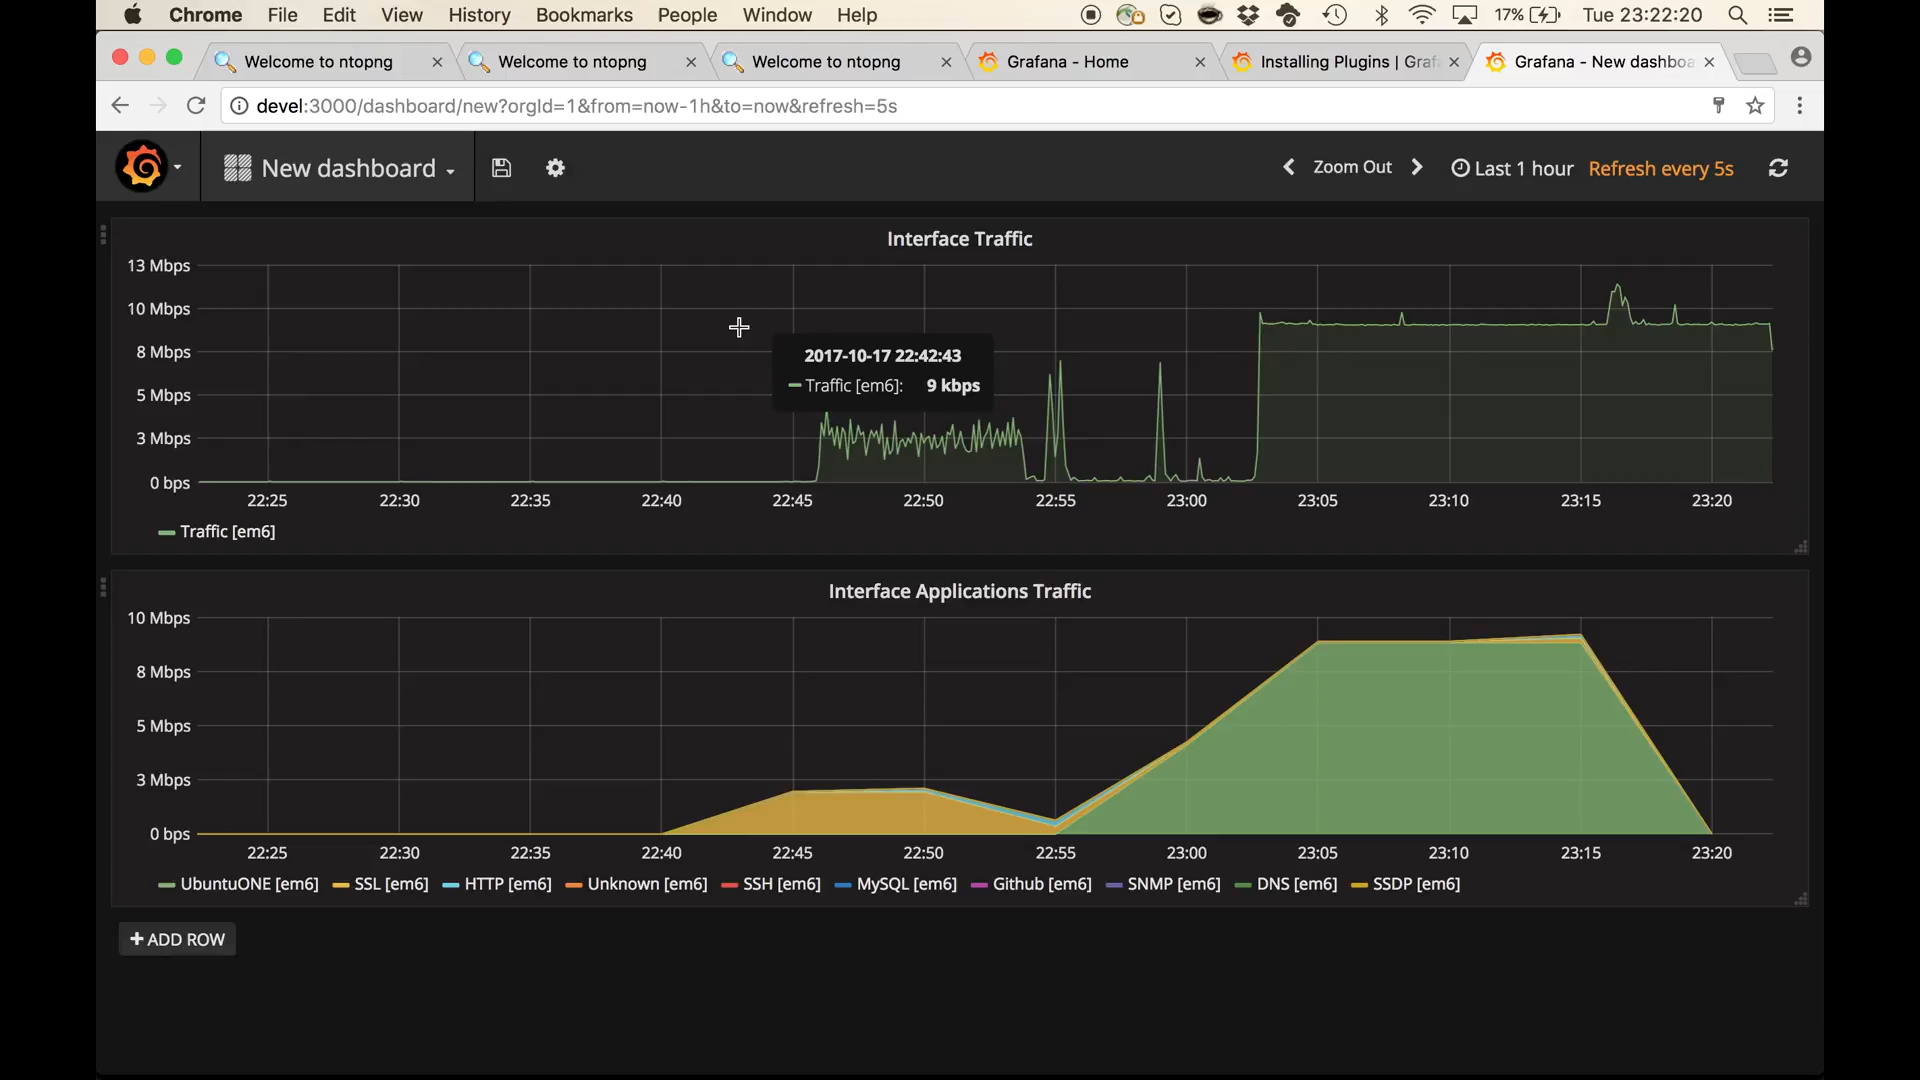 Chrome File Edit View History Bookmarks People Window Help 17% Tue 23:22:20
Welcome to ntopng Welcome to ntopng Welcome to ntopng Grafana - Home Installing Plugins | Graf Grafana - New dashboa
devel:3000/dashboard/new?orgId=1&from=now-1h&to=now&refresh=5s
New dashboard Zoom Out Last 1 hour Refresh every 5s
Interface Traffic
13 Mbps
10 Mbps
8 Mbps
5 Mbps
3 Mbps
0 bps
2017-10-17 22:42:43
Traffic [em6]: 9 kbps
22:25 22:30 22:35 22:40 22:45 22:50 22:55 23:00 23:05 23:10 23:15 23:20
Traffic [em6]
Interface Applications Traffic
10 Mbps
8 Mbps
5 Mbps
3 Mbps
0 bps
22:25 22:30 22:35 22:40 22:45 22:50 22:55 23:00 23:05 23:10 23:15 23:20
UbuntuONE [em6] SSL [em6] HTTP [em6] Unknown [em6] SSH [em6] MySQL [em6] Github [em6] SNMP [em6] DNS [em6] SSDP [em6]
+ ADD ROW